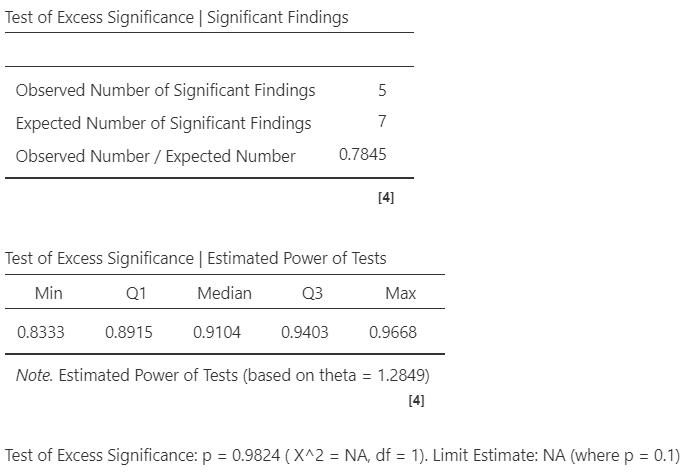 Test of Excess Significance | Significant Findings
Observed Number of Significant Findings 5
Expected Number of Significant Findings 7
Observed Number / Expected Number 0.7845
[4]
Test of Excess Significance | Estimated Power of Tests
Min Q1 Median Q3 Max
0.8333 0.8915 0.9104 0.9403 0.9668
Note. Estimated Power of Tests (based on theta = 1.2849)
[4]
Test of Excess Significance: p = 0.9824 ( X^2 = NA, df = 1). Limit Estimate: NA (where p = 0.1)